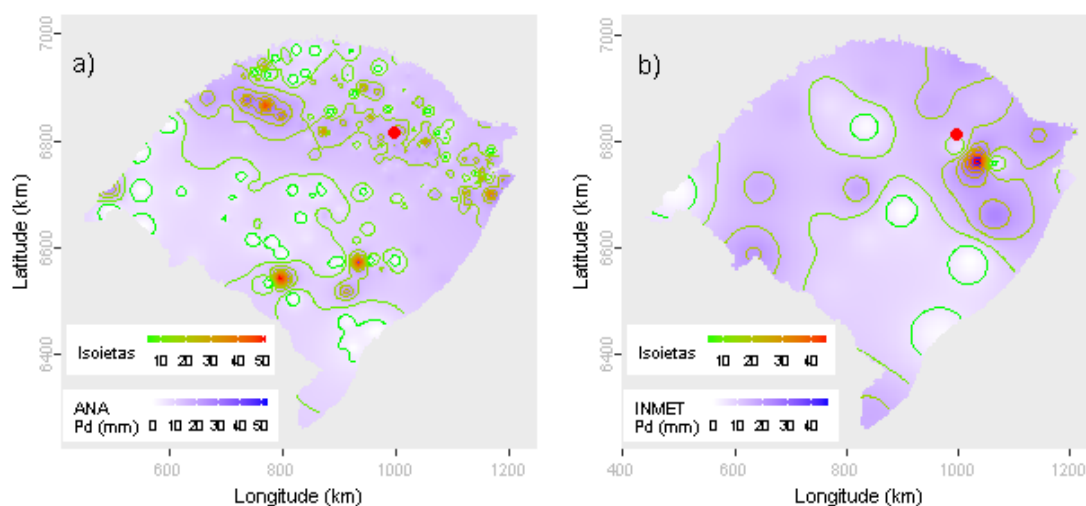 a)
7000
6800
6600
6400
Latitude (km)
Isoietas
10 20 30 40 50
ANA
Pd (mm) 0 10 20 30 40 50
600 800 1000 1200
Longitude (km)
b)
7000
6800
6600
6400
Latitude (km)
Isoietas
10 20 30 40
INMET
Pd (mm) 0 10 20 30 40
400 600 800 1000 1200
Longitude (km)